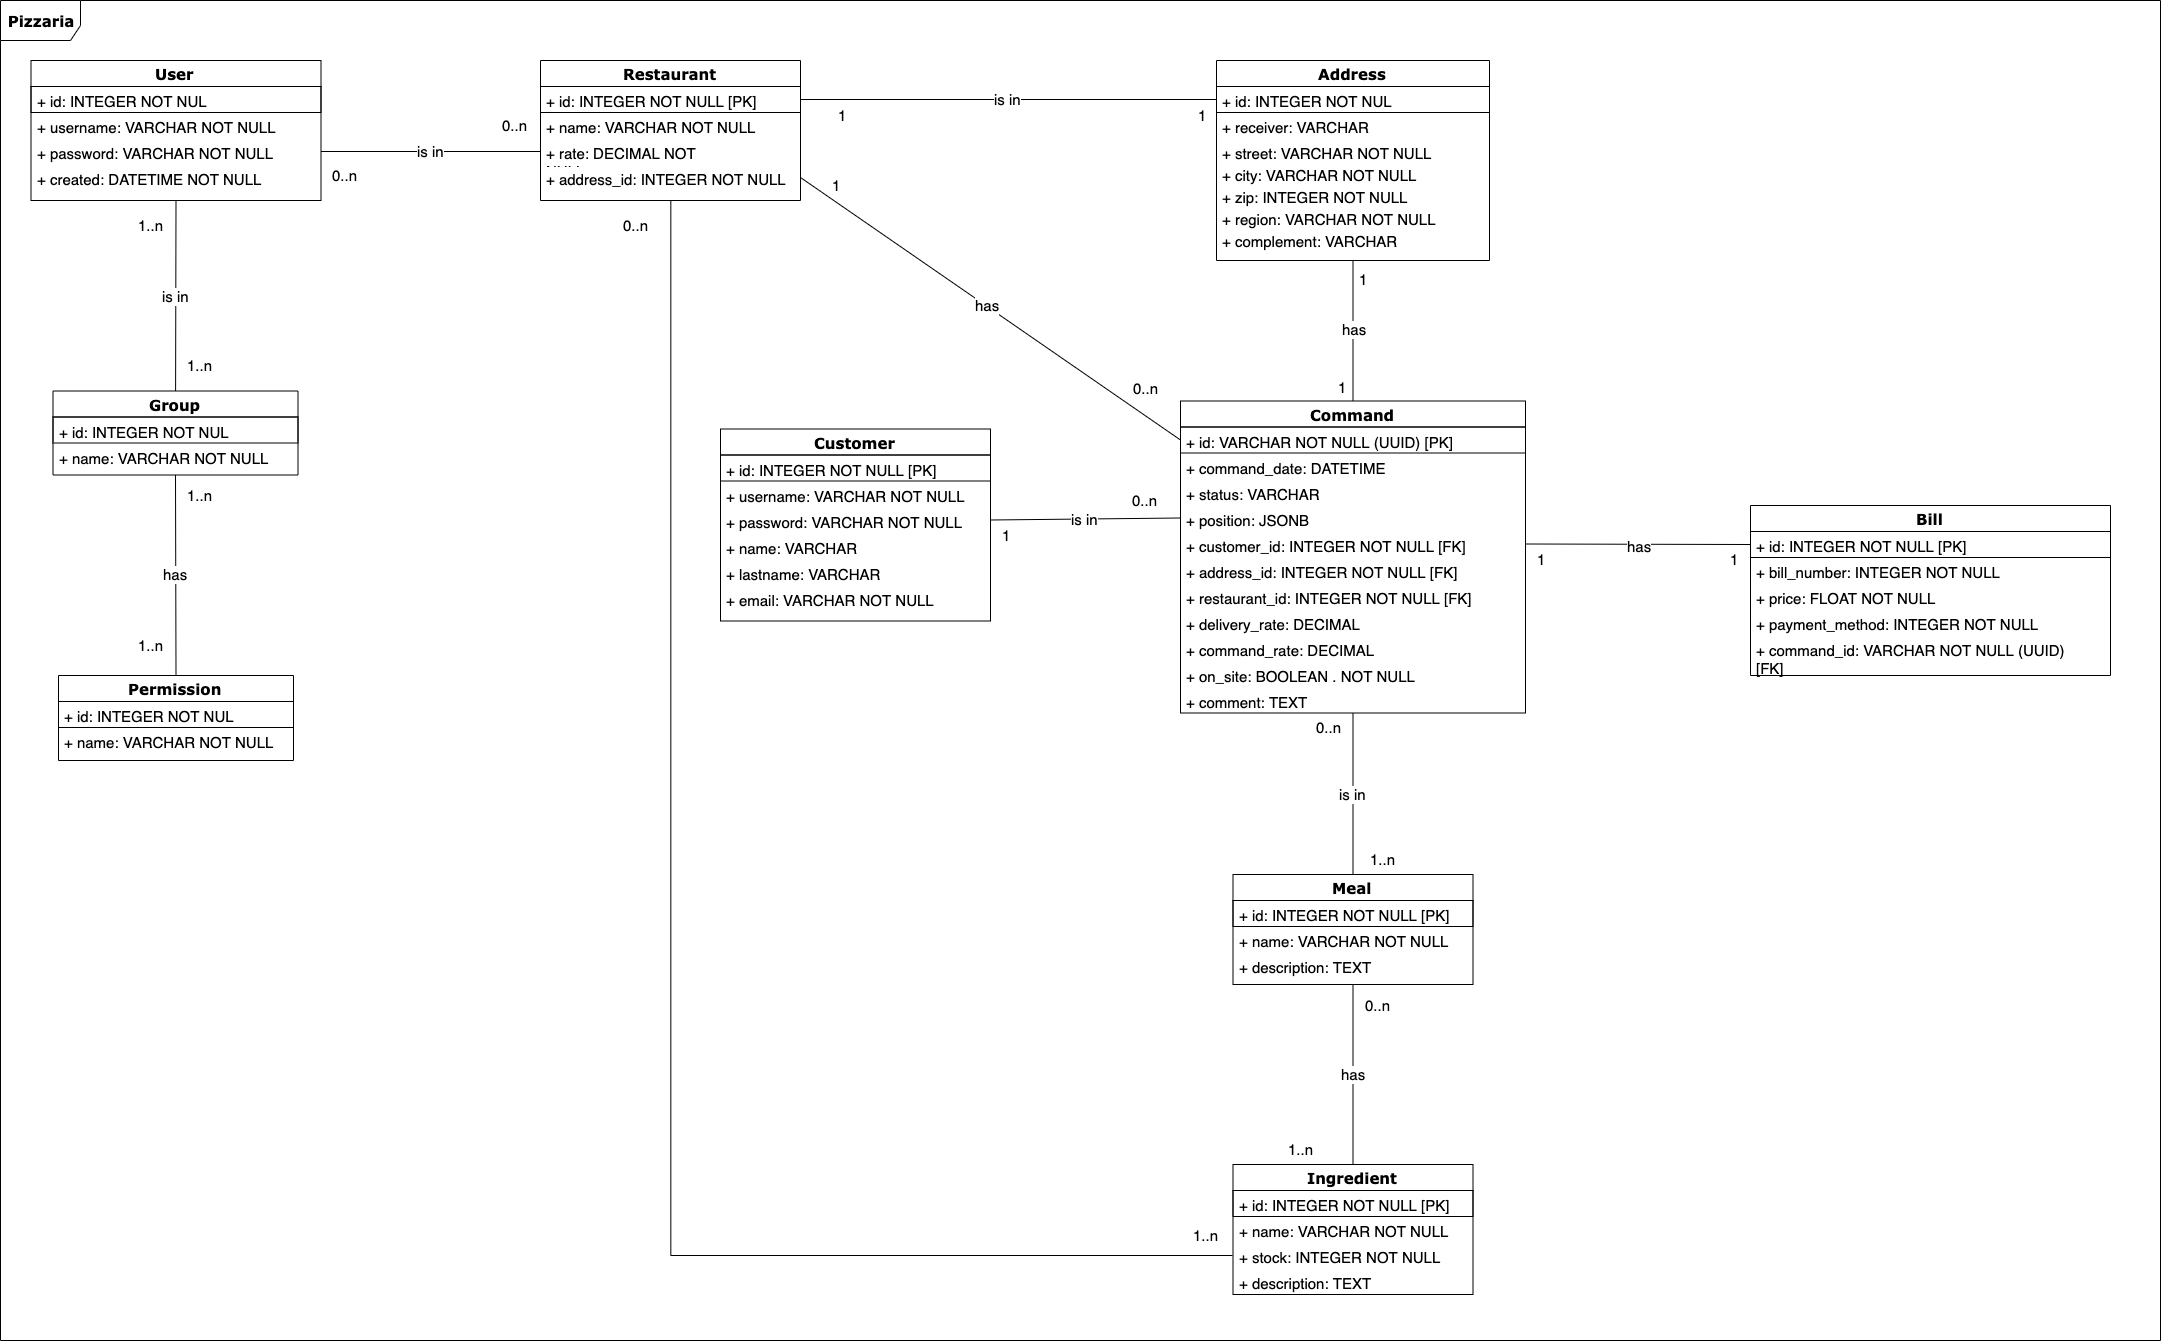 Pizzaria
User
+ id: INTEGER NOT NUL
+ username: VARCHAR NOT NULL
+ password: VARCHAR NOT NULL
+ created: DATETIME NOT NULL
Restaurant
+ id: INTEGER NOT NULL [PK]
+ name: VARCHAR NOT NULL
+ rate: DECIMAL NOT
+ address_id: INTEGER NOT NULL
Address
+ id: INTEGER NOT NUL
+ receiver: VARCHAR
+ street: VARCHAR NOT NULL
+ city: VARCHAR NOT NULL
+ zip: INTEGER NOT NULL
+ region: VARCHAR NOT NULL
+ complement: VARCHAR
is in
0..n
0..n
is in
1
1
1
has
0..n
1..n
is in
1..n
0..n
1
has
1
Group
+ id: INTEGER NOT NUL
+ name: VARCHAR NOT NULL
1..n
has
1..n
Permission
+ id: INTEGER NOT NUL
+ name: VARCHAR NOT NULL
Customer
+ id: INTEGER NOT NULL [PK]
+ username: VARCHAR NOT NULL
+ password: VARCHAR NOT NULL
+ name: VARCHAR
+ lastname: VARCHAR
+ email: VARCHAR NOT NULL
1
is in
0..n
Command
+ id: VARCHAR NOT NULL (UUID) [PK]
+ command_date: DATETIME
+ status: VARCHAR
+ position: JSONB
+ customer_id: INTEGER NOT NULL [FK]
+ address_id: INTEGER NOT NULL [FK]
+ restaurant_id: INTEGER NOT NULL [FK]
+ delivery_rate: DECIMAL
+ command_rate: DECIMAL
+ on_site: BOOLEAN . NOT NULL
+ comment: TEXT
1
has
1
Bill
+ id: INTEGER NOT NULL [PK]
+ bill_number: INTEGER NOT NULL
+ price: FLOAT NOT NULL
+ payment_method: INTEGER NOT NULL
+ command_id: VARCHAR NOT NULL (UUID)
[FK]
0..n
is in
1..n
Meal
+ id: INTEGER NOT NULL [PK]
+ name: VARCHAR NOT NULL
+ description: TEXT
0..n
has
1..n
1..n
Ingredient
+ id: INTEGER NOT NULL [PK]
+ name: VARCHAR NOT NULL
+ stock: INTEGER NOT NULL
+ description: TEXT